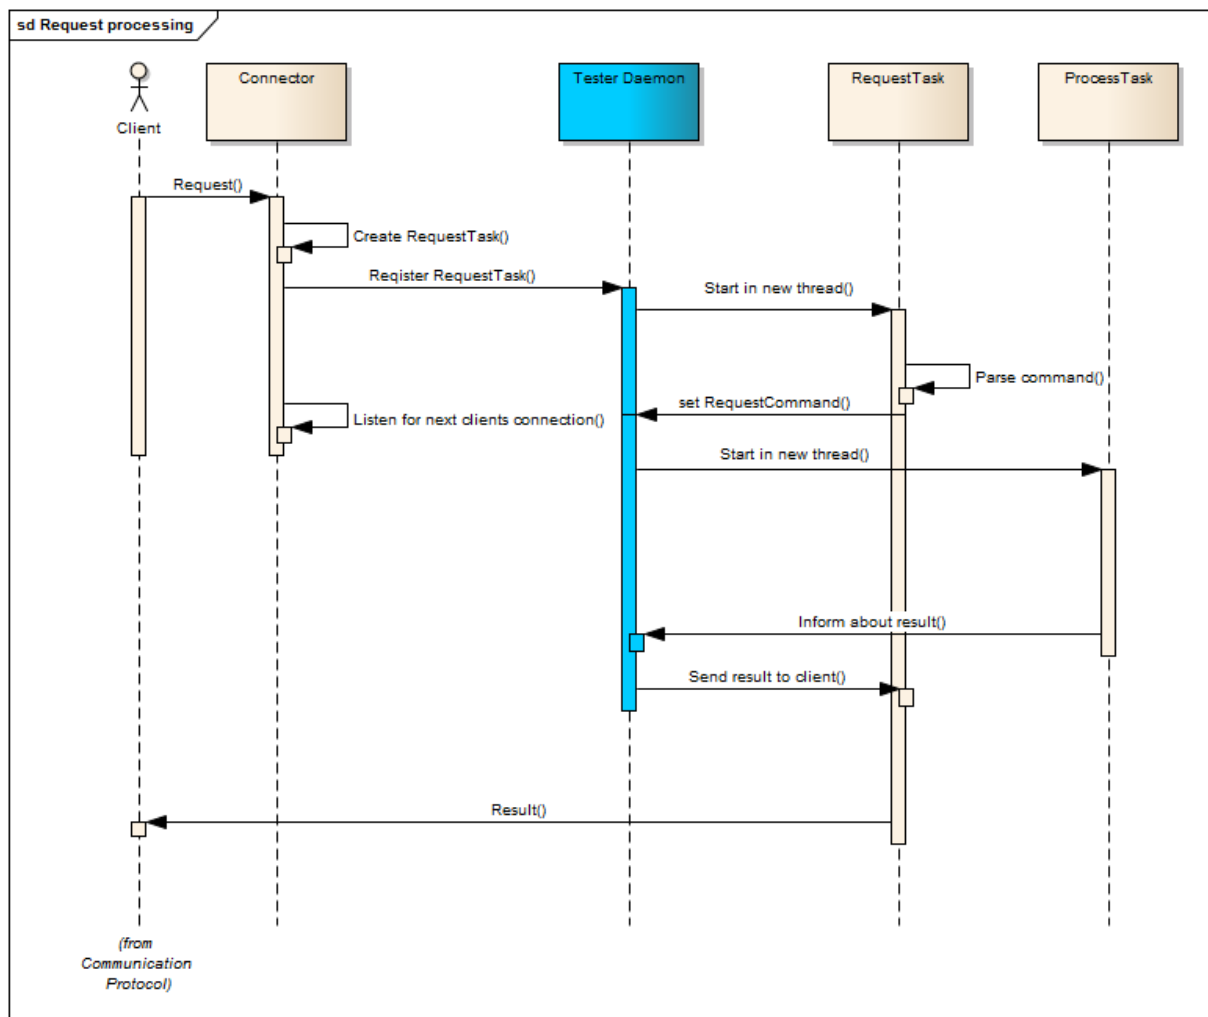 sd Request processing
Client
Connector
Tester Daemon
RequestTask
ProcessTask
Request()
Create RequestTask()
Register RequestTask()
Start in new thread()
Parse command()
set RequestCommand()
Listen for next clients connection()
Start in new thread()
Inform about result()
Send result to client()
Result()
(from
Communication
Protocol)